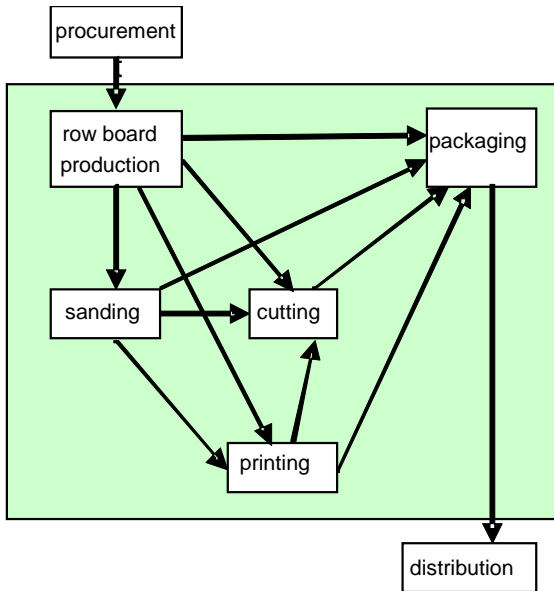 procurement
row board
production
packaging
sanding
cutting
printing
distribution